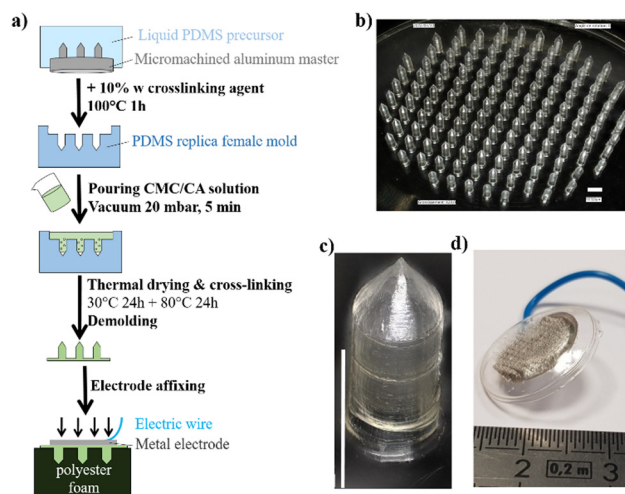 a)
Liquid PDMS precursor
Micromachined aluminum master
+ 10% w crosslinking agent
100°C 1h
PDMS replica female mold
Pouring CMC/CA solution
Vacuum 20 mbar, 5 min
Thermal drying & cross-linking
30°C 24h + 80°C 24h
Demolding
Electrode affixing
Electric wire
Metal electrode
polyester
foam
b)
c)
d)
2
0,2 m
3